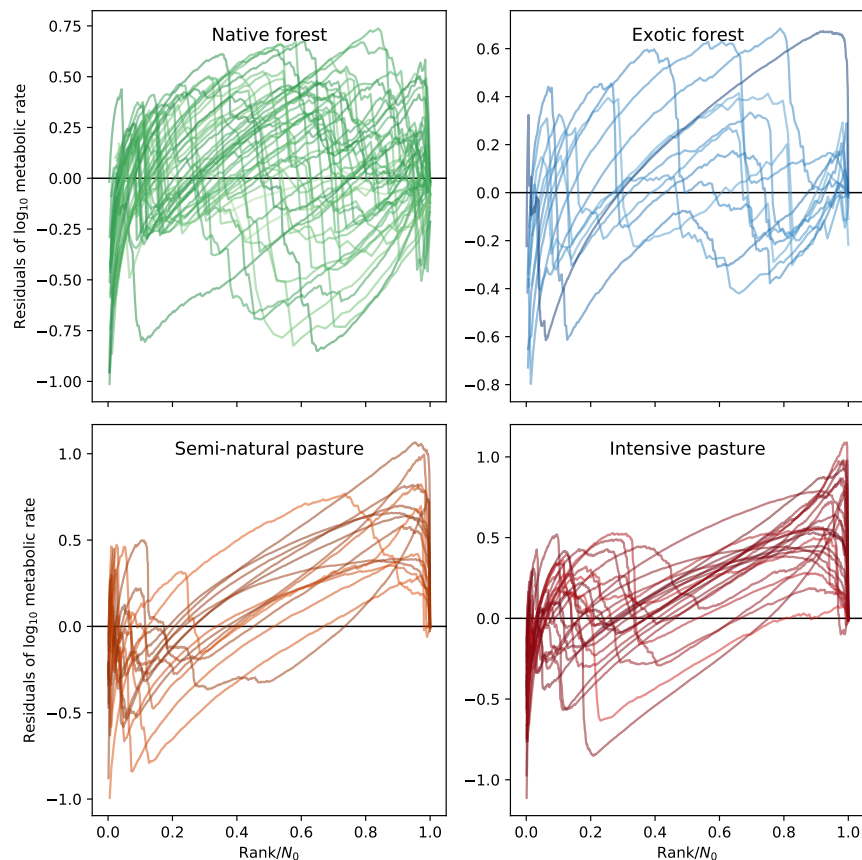 Native forest
Exotic forest
Residuals of log₁₀ metabolic rate
0.75
0.50
0.25
0.00
−0.25
−0.50
−0.75
−1.00
0.6
0.4
0.2
0.0
−0.2
−0.4
−0.6
−0.8
Semi-natural pasture
Intensive pasture
Residuals of log₁₀ metabolic rate
1.0
0.5
0.0
−0.5
−1.0
1.0
0.5
0.0
−0.5
−1.0
0.0 0.2 0.4 0.6 0.8 1.0
0.0 0.2 0.4 0.6 0.8 1.0
Rank/N₀
Rank/N₀